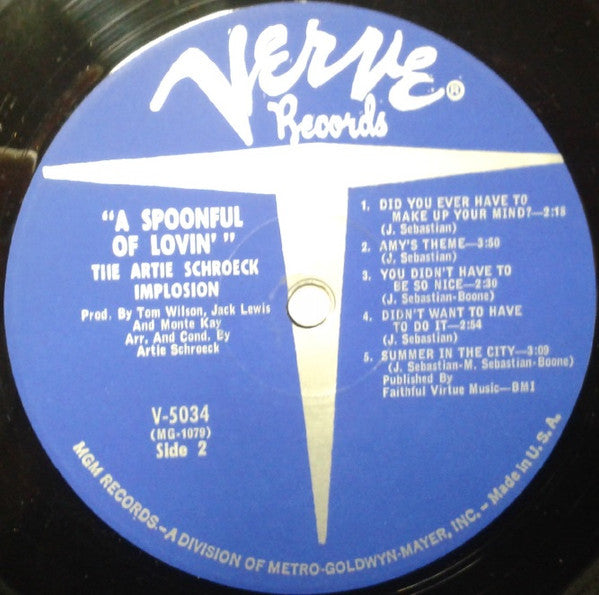 Verve®
Records
"A SPOONFUL
OF LOVIN'"
THE ARTIE SCHROECK
IMPLOSION
Prod. By Tom Wilson, Jack Lewis
And Monte Kay
Arr. And Cond. By
Artie Schroeck
V-5034
(MG-1079)
Side 2
1. DID YOU EVER HAVE TO
MAKE UP YOUR MIND?—2:15
(J. Sebastian)
2. AMY'S THEME—3:50
(J. Sebastian)
3. YOU DIDN'T HAVE TO
BE SO NICE—2:30
(J. Sebastian-Boone)
4. DIDN'T WANT TO HAVE
TO DO IT—2:54
(J. Sebastian)
5. SUMMER IN THE CITY—3:09
(J. Sebastian-M. Sebastian-Boone)
Published By
Faithful Virtue Music—BMI
MGM RECORDS.—A DIVISION OF METRO-GOLDWYN-MAYER, INC. – Made in U. S. A.